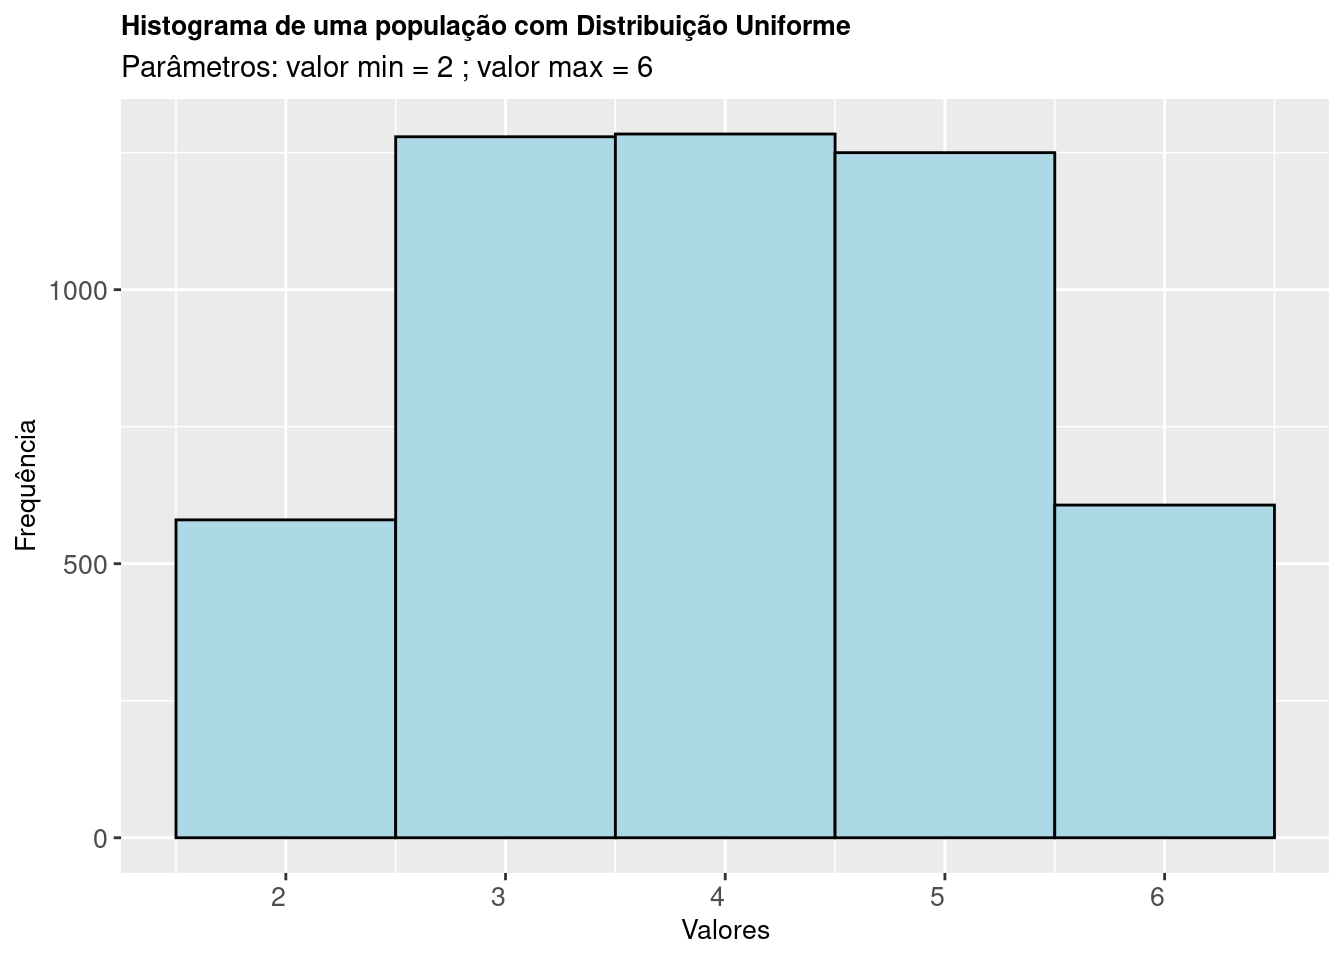 Histograma de uma população com Distribuição Uniforme
Parâmetros: valor min = 2 ; valor max = 6
Frequência
1000
500
0
2 3 4 5 6
Valores